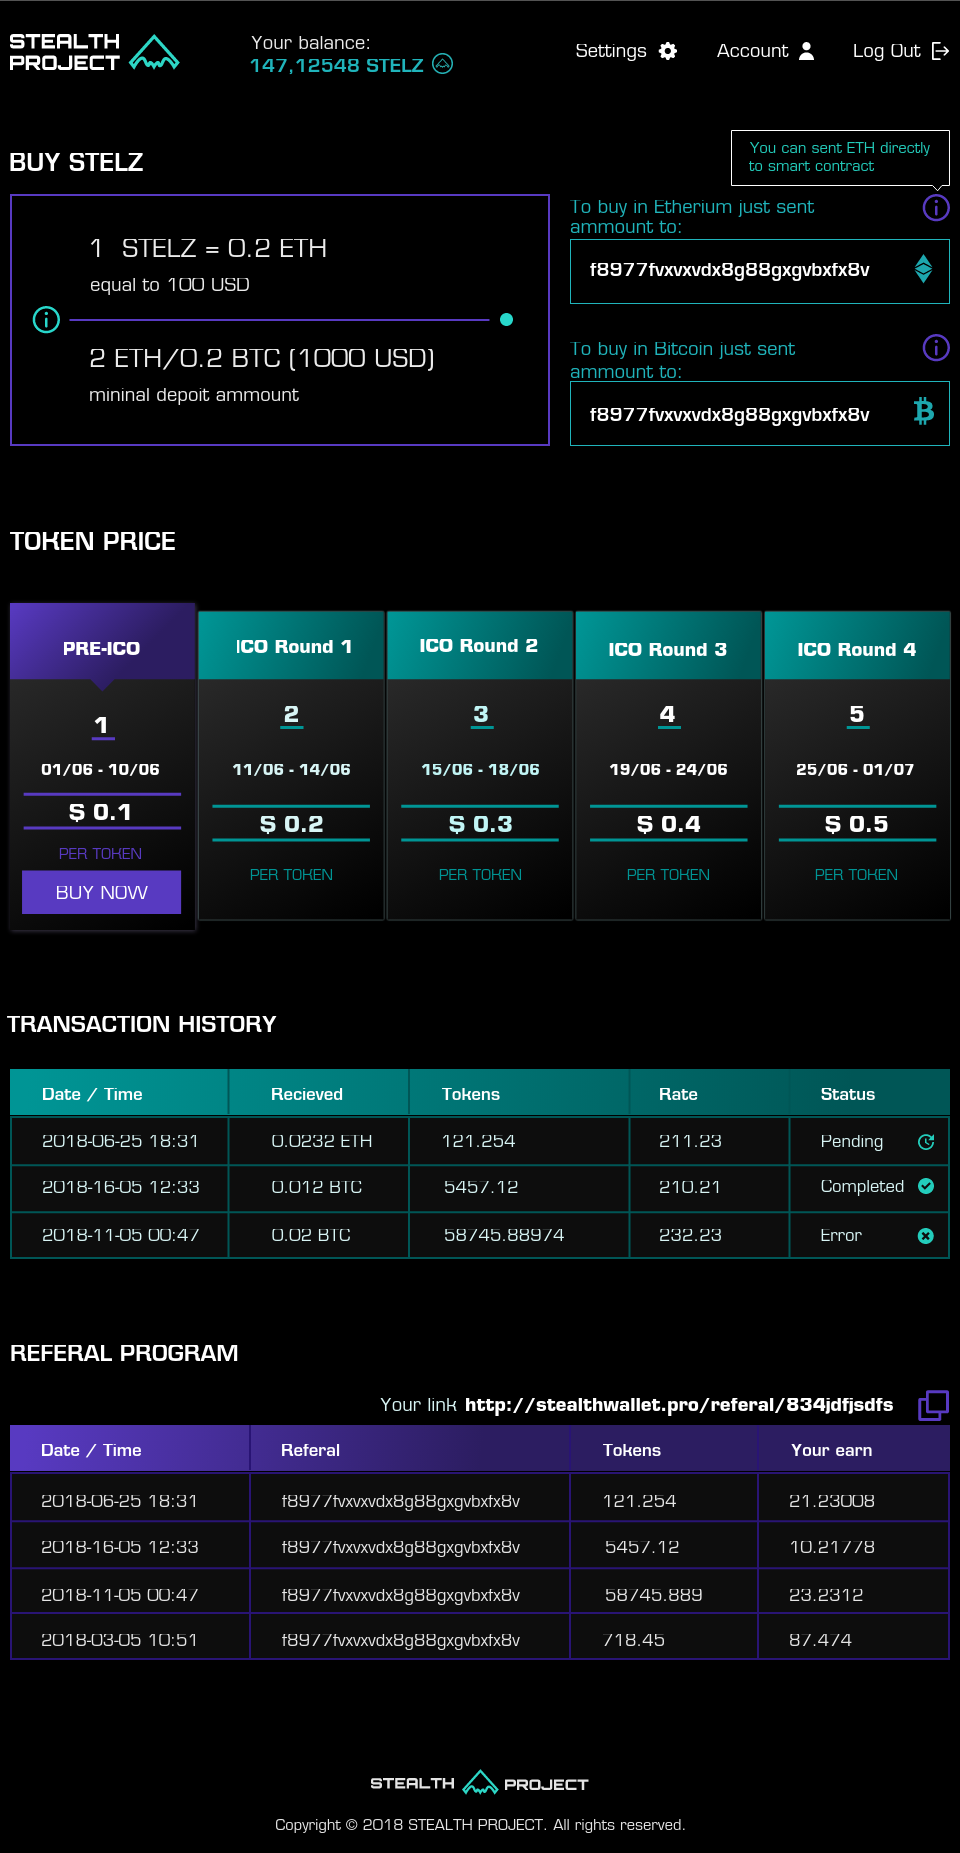 STEALTH
PROJECT
Your balance:
147,12548 STELZ
Settings
Account
Log Out
BUY STELZ
You can sent ETH directly
to smart contract
1 STELZ = 0.2 ETH
equal to 100 USD
2 ETH/0.2 BTC (1000 USD)
mininal depoit ammount
To buy in Etherium just sent
ammount to:
f8977fvxvxvdx8g88gxgvbxfx8v
To buy in Bitcoin just sent
ammount to:
f8977fvxvxvdx8g88gxgvbxfx8v
TOKEN PRICE
PRE-ICO
1
01/06 - 10/06
$ 0.1
PER TOKEN
BUY NOW
ICO Round 1
2
11/06 - 14/06
$ 0.2
PER TOKEN
ICO Round 2
3
15/06 - 18/06
$ 0.3
PER TOKEN
ICO Round 3
4
19/06 - 24/06
$ 0.4
PER TOKEN
ICO Round 4
5
25/06 - 01/07
$ 0.5
PER TOKEN
TRANSACTION HISTORY
Date / Time Recieved Tokens Rate Status
2018-06-25 18:31 0.0232 ETH 121.254 211.23 Pending
2018-16-05 12:33 0.012 BTC 5457.12 210.21 Completed
2018-11-05 00:47 0.02 BTC 58745.88974 232.23 Error
REFERAL PROGRAM
Your link http://stealthwallet.pro/referal/834jdfjsdfs
Date / Time Referal Tokens Your earn
2018-06-25 18:31 f8977fvxvxvdx8g88gxgvbxfx8v 121.254 21.23008
2018-16-05 12:33 f8977fvxvxvdx8g88gxgvbxfx8v 5457.12 10.21778
2018-11-05 00:47 f8977fvxvxvdx8g88gxgvbxfx8v 58745.889 23.2312
2018-03-05 10:51 f8977fvxvxvdx8g88gxgvbxfx8v 718.45 87.474
STEALTH PROJECT
Copyright © 2018 STEALTH PROJECT. All rights reserved.